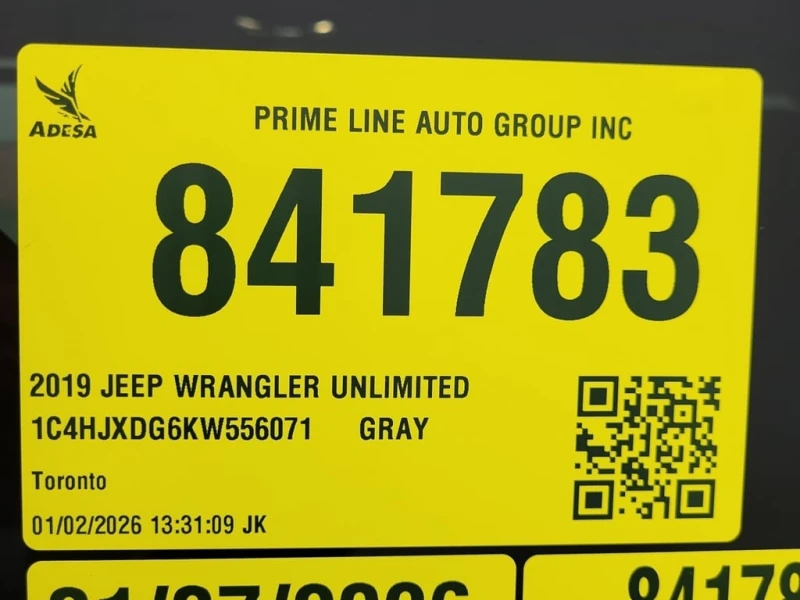 ADESA
PRIME LINE AUTO GROUP INC
841783
2019 JEEP WRANGLER UNLIMITED
1C4HJXDG6KW556071 GRAY
Toronto
01/02/2026 13:31:09 JK